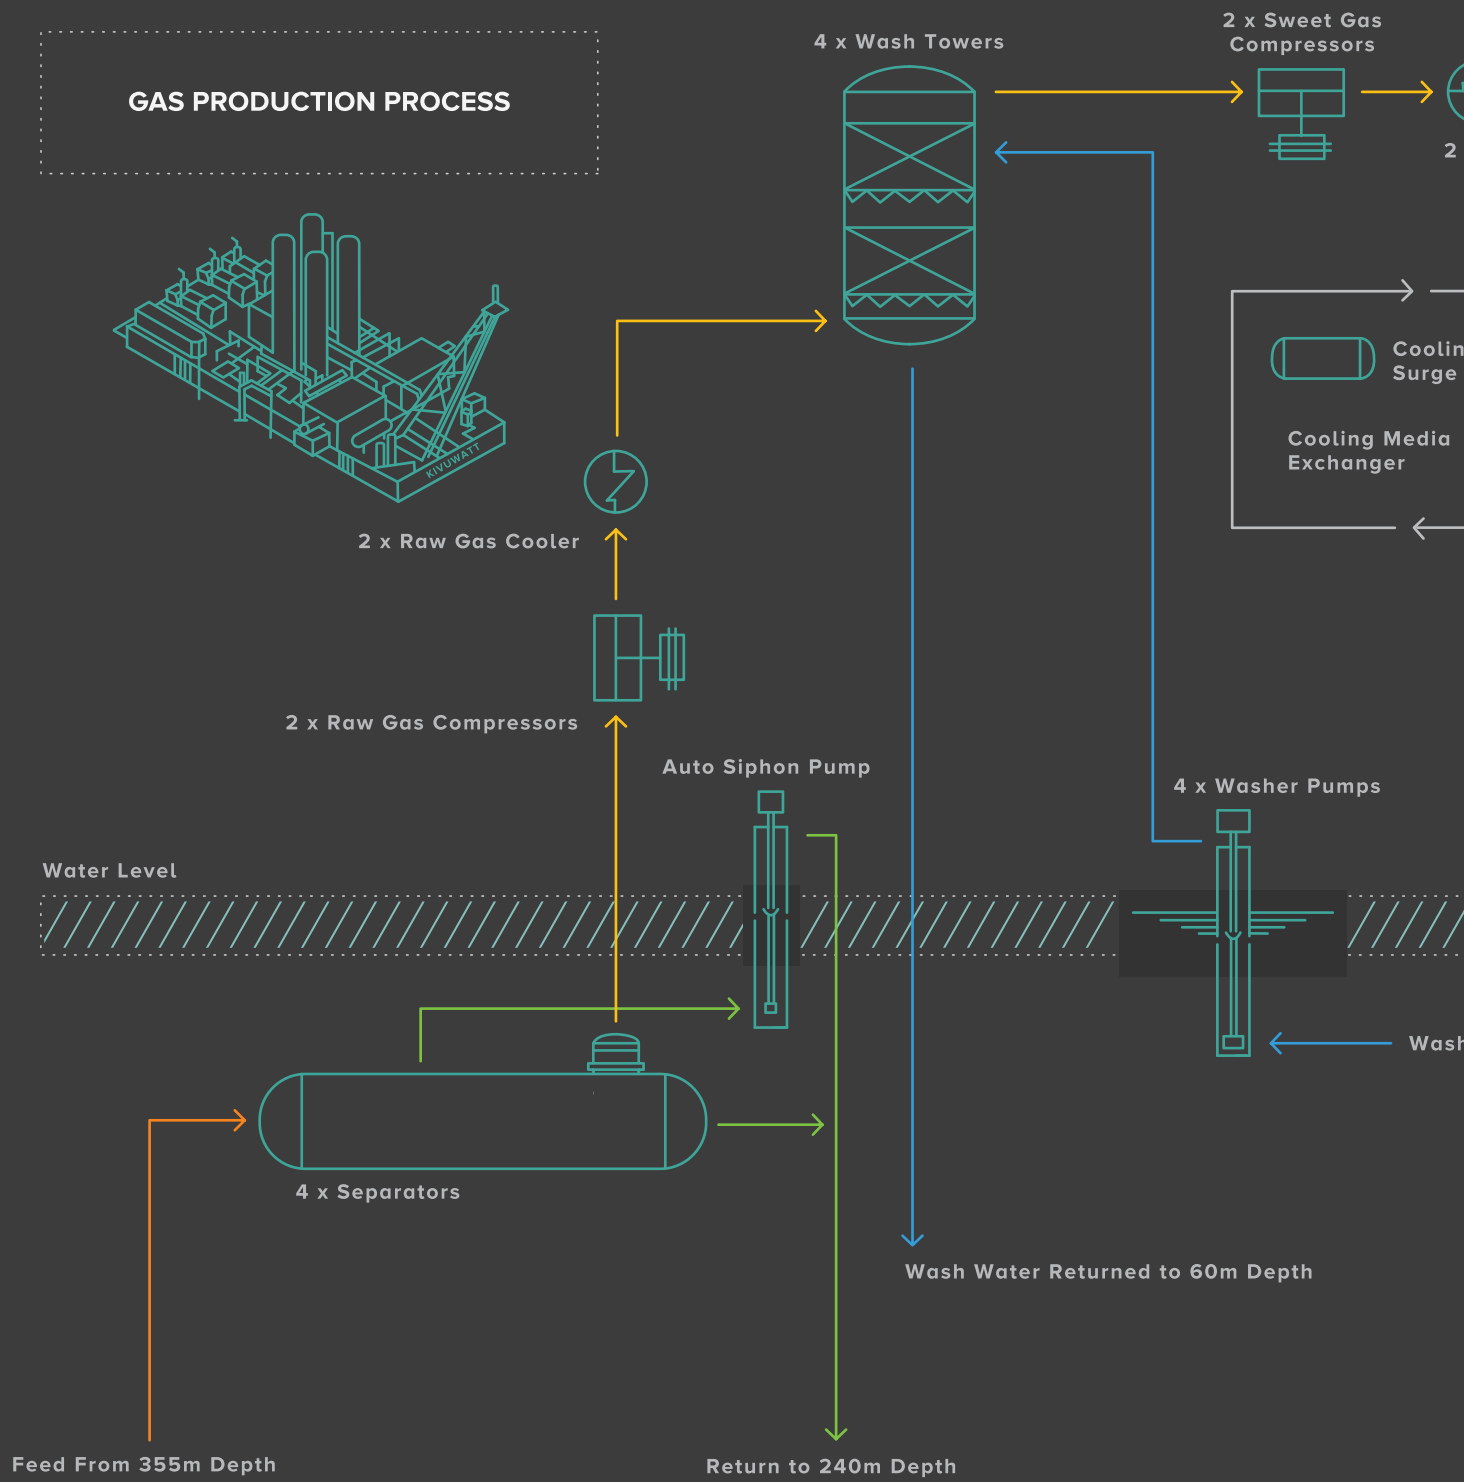 GAS PRODUCTION PROCESS
4 x Wash Towers
2 x Sweet Gas
Compressors
2
KIVUWATT
Surge
Cooling Media
Exchanger
2 x Raw Gas Cooler
2 x Raw Gas Compressors
Auto Siphon Pump
4 x Washer Pumps
Water Level
Wash
4 x Separators
Wash Water Returned to 60m Depth
Feed From 355m Depth
Return to 240m Depth